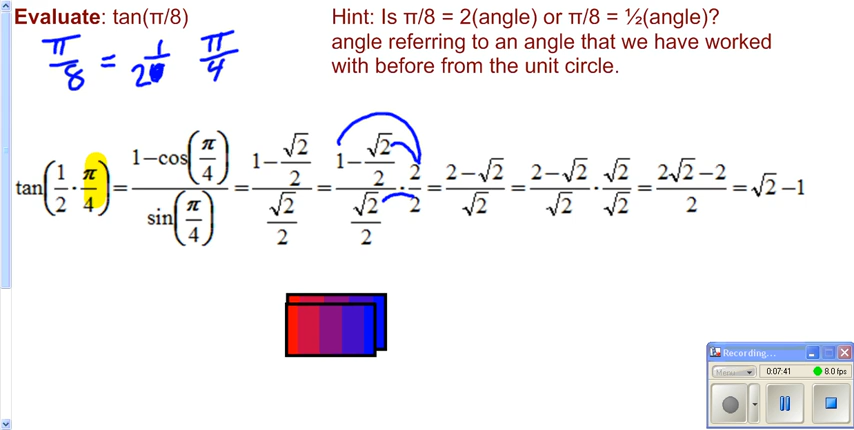 Evaluate: tan(π/8)
Hint: Is π/8 = 2(angle) or π/8 = ½(angle)?
angle referring to an angle that we have worked
with before from the unit circle.
π/8 = 1/2 π/4
tan(1/2 · π/4) = (1−cos(π/4))/(sin(π/4)) = (1−√2/2)/(√2/2) = (1−√2/2)/(√2/2) · 2/2 = (2−√2)/√2 = (2−√2)/√2 · √2/√2 = (2√2−2)/2 = √2−1
Recording...
Menu 0:07:41 8.0 fps